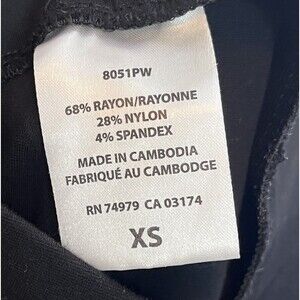 8051PW
68% RAYON/RAYONNE
28% NYLON
4% SPANDEX
MADE IN CAMBODIA
FABRIQUÉ AU CAMBODGE
RN 74979 CA 03174
XS